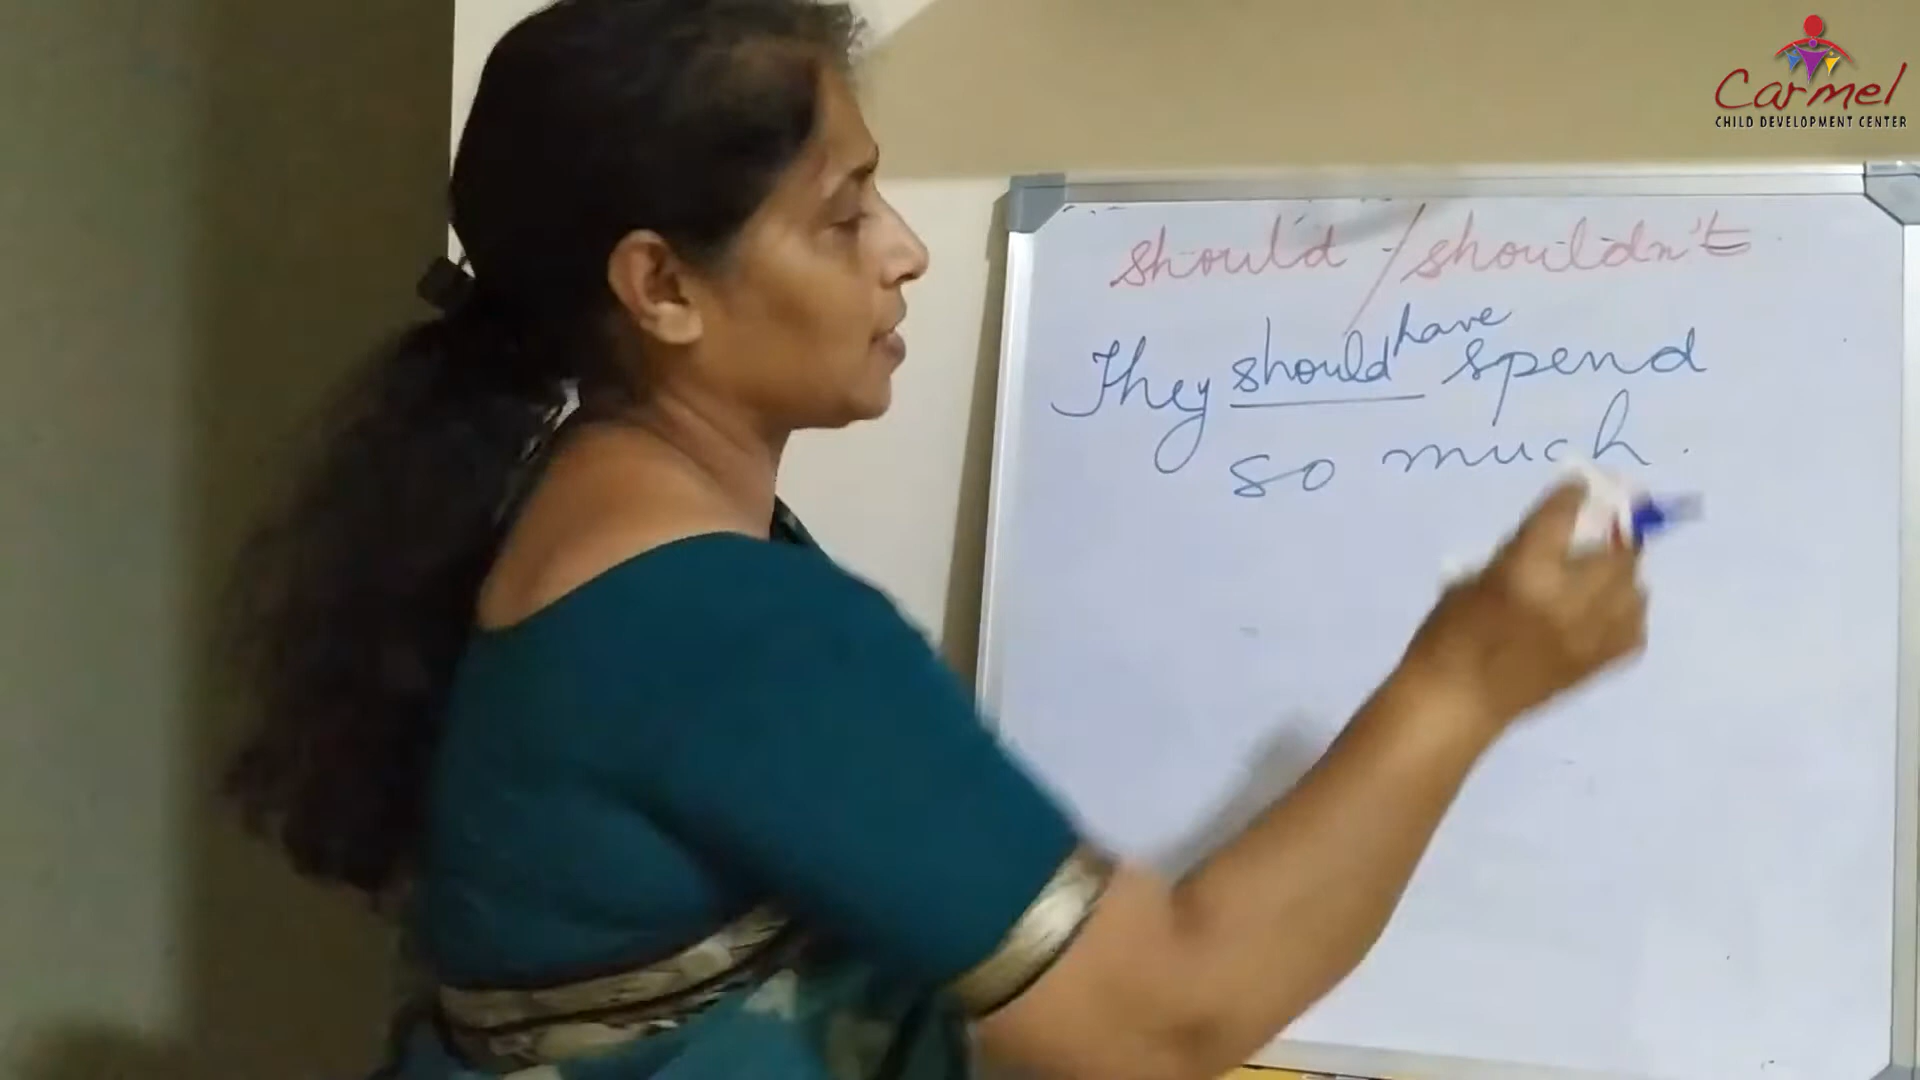 Carmel
CHILD DEVELOPMENT CENTER
should / shouldn't
They should have spend
so much.